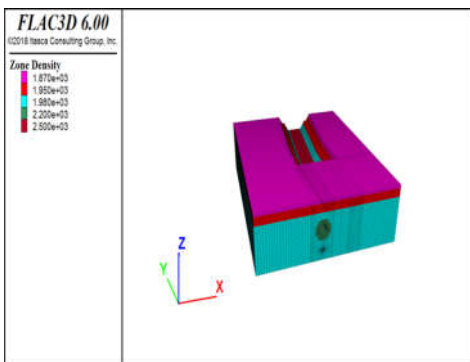 FLAC3D 6.00
©2018 Itasca Consulting Group, Inc.
Zone Density
1.870e+03
1.950e+03
1.980e+03
2.200e+03
2.500e+03
Z
Y
X